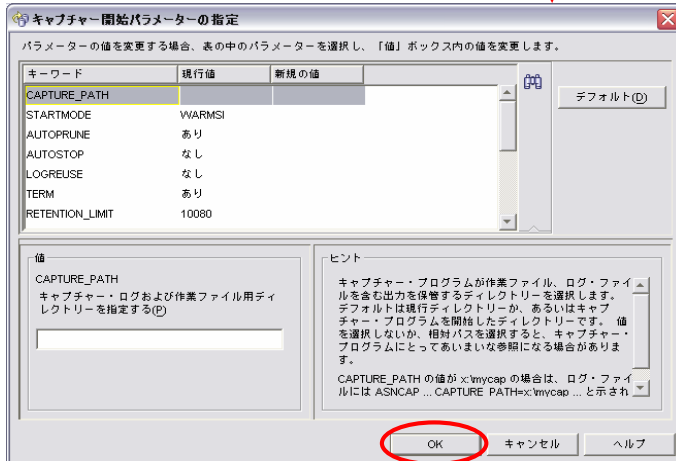 キャプチャー開始パラメーターの指定
パラメーターの値を変更する場合、表の中のパラメーターを選択し、「値」ボックス内の値を変更します。
キーワード 現行値 新規の値
CAPTURE_PATH
STARTMODE WARMSI
AUTOPRUNE あり
AUTOSTOP なし
LOGREUSE なし
TERM あり
RETENTION_LIMIT 10080
デフォルト(D)
値
CAPTURE_PATH
キャプチャー・ログおよび作業ファイル用ディ
レクトリーを指定する(P)
ヒント
キャプチャー・プログラムが作業ファイル、ログ・ファイ
ルを含む出力を保管するディレクトリーを選択します。
デフォルトは現行ディレクトリーか、あるいはキャプ
チャー・プログラムを開始したディレクトリーです。 値
を選択しないか、相対パスを選択すると、キャプチャー・
プログラムにとってあいまいな参照になる場合がありま
す。
CAPTURE_PATH の値が x:\mycap の場合は、ログ・ファイ
ルには ASNCAP ... CAPTURE_PATH=x:\mycap ... と示され
OK キャンセル ヘルプ